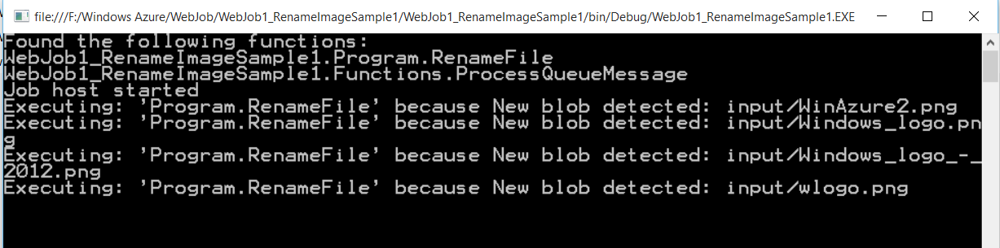 file:///F:/Windows Azure/WebJob/WebJob1_RenameImageSample1/WebJob1_RenameImageSample1/bin/Debug/WebJob1_RenameImageSample1.EXE
Found the following functions:
WebJob1_RenameImageSample1.Program.RenameFile
WebJob1_RenameImageSample1.Functions.ProcessQueueMessage
Job host started
Executing: 'Program.RenameFile' because New blob detected: input/WinAzure2.png
Executing: 'Program.RenameFile' because New blob detected: input/Windows_logo.pn
g
Executing: 'Program.RenameFile' because New blob detected: input/Windows_logo_-_
2012.png
Executing: 'Program.RenameFile' because New blob detected: input/wlogo.png